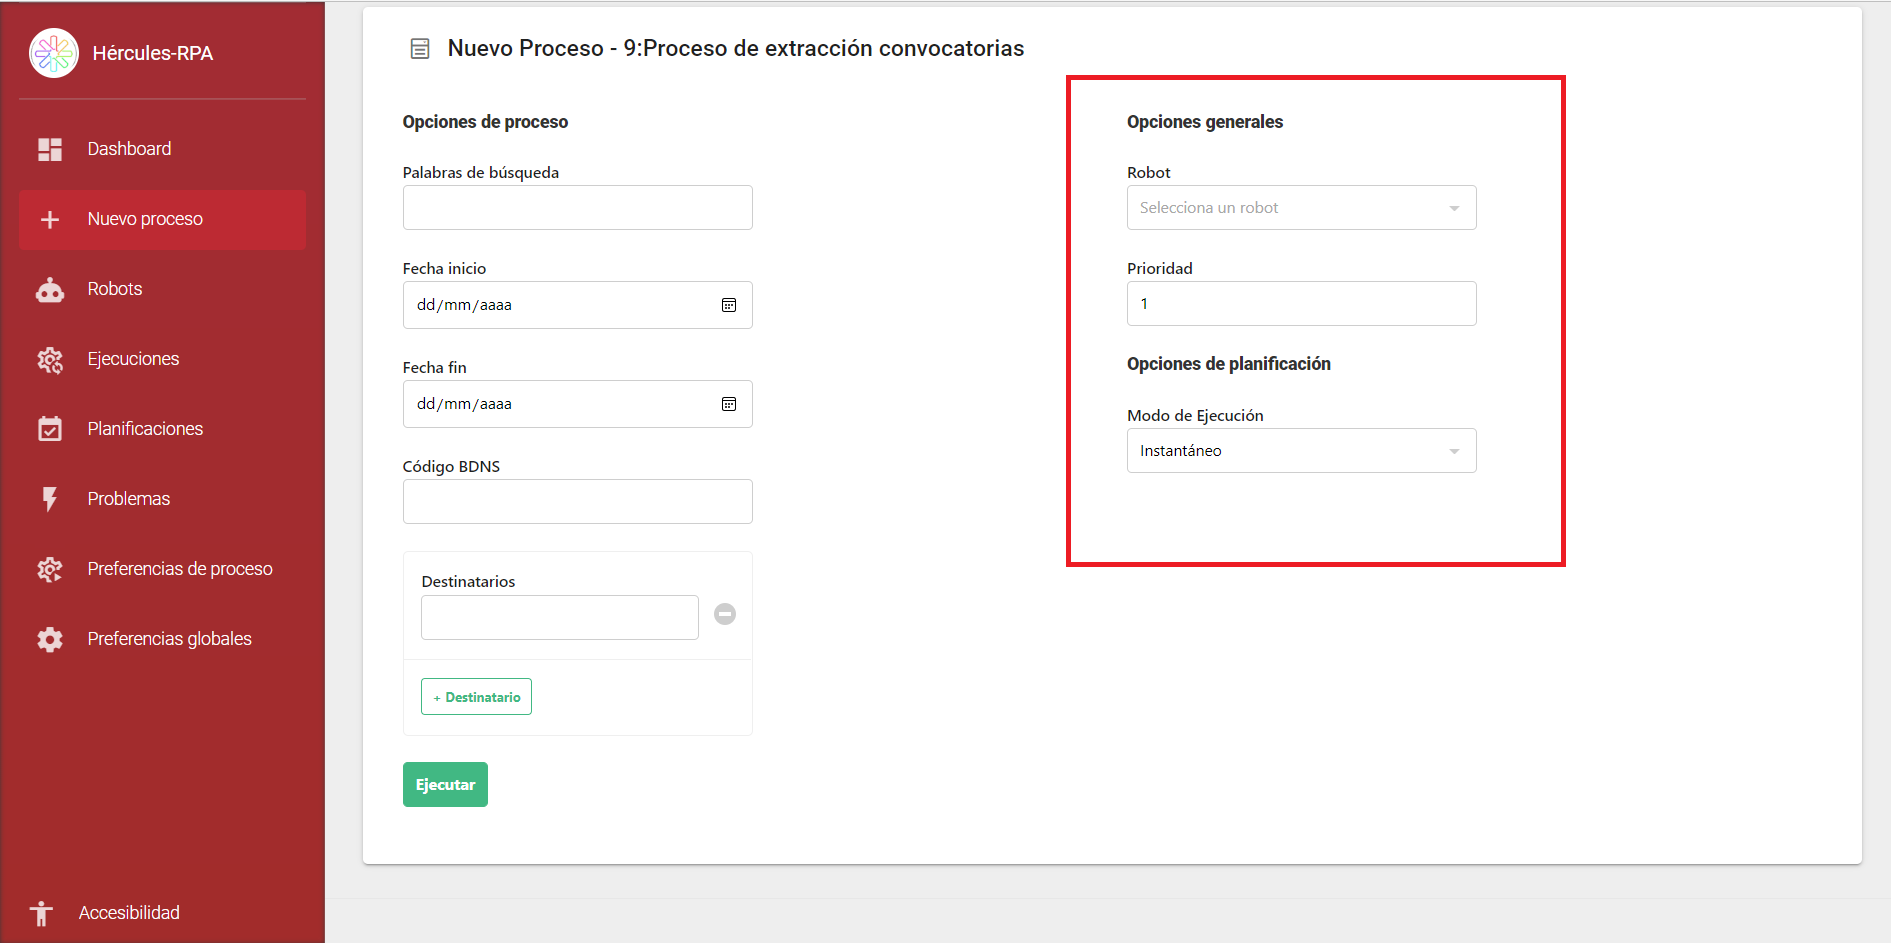 Hércules-RPA
Dashboard
Nuevo proceso
Robots
Ejecuciones
Planificaciones
Problemas
Preferencias de proceso
Preferencias globales
Accesibilidad
Nuevo Proceso - 9:Proceso de extracción convocatorias
Opciones de proceso
Palabras de búsqueda
Fecha inicio
dd/mm/aaaa
Fecha fin
dd/mm/aaaa
Código BDNS
Destinatarios
+ Destinatario
Ejecutar
Opciones generales
Robot
Selecciona un robot
Prioridad
1
Opciones de planificación
Modo de Ejecución
Instantáneo